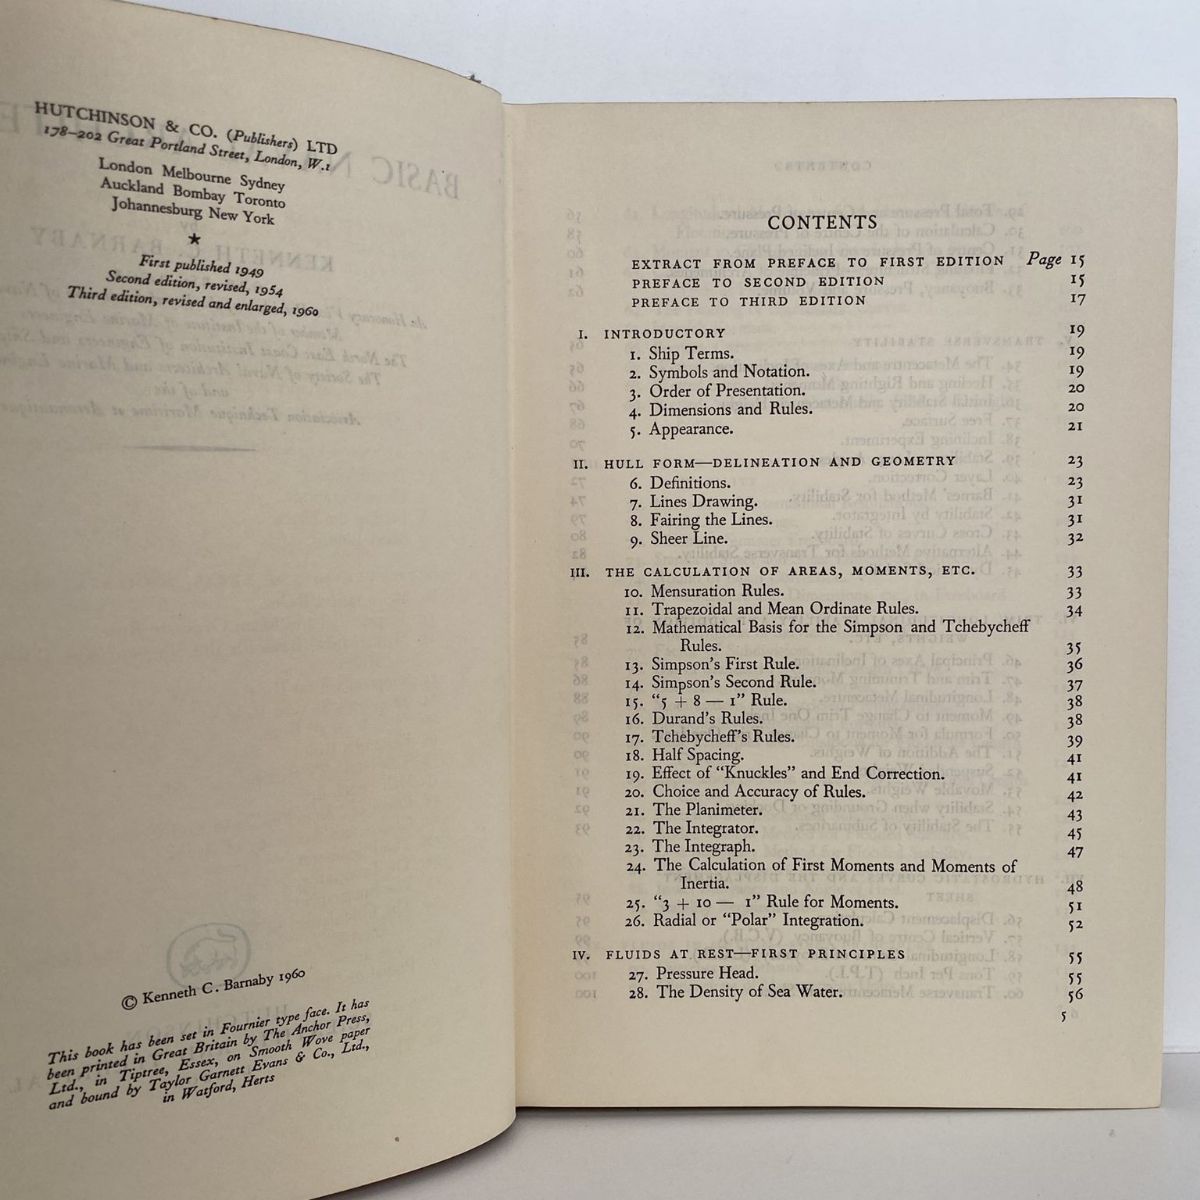 HUTCHINSON & CO. (Publishers) LTD
178–202 Great Portland Street, London, W.1
London Melbourne Sydney
Auckland Bombay Toronto
Johannesburg New York
★
First published 1949
Second edition, revised, 1954
Third edition, revised and enlarged, 1960
© Kenneth C. Barnaby 1960
This book has been set in Fournier type face. It has
been printed in Great Britain by The Anchor Press,
Ltd., in Tiptree, Essex, on Smooth Wove paper
and bound by Taylor Garnett Evans & Co., Ltd.,
in Watford, Herts
CONTENTS
EXTRACT FROM PREFACE TO FIRST EDITION Page 15
PREFACE TO SECOND EDITION 15
PREFACE TO THIRD EDITION 17
I. INTRODUCTORY 19
1. Ship Terms. 19
2. Symbols and Notation. 19
3. Order of Presentation. 20
4. Dimensions and Rules. 20
5. Appearance. 21
II. HULL FORM—DELINEATION AND GEOMETRY 23
6. Definitions. 23
7. Lines Drawing. 31
8. Fairing the Lines. 31
9. Sheer Line. 32
III. THE CALCULATION OF AREAS, MOMENTS, ETC. 33
10. Mensuration Rules. 33
11. Trapezoidal and Mean Ordinate Rules. 34
12. Mathematical Basis for the Simpson and Tchebycheff
Rules. 35
13. Simpson's First Rule. 36
14. Simpson's Second Rule. 37
15. "5 + 8 — 1" Rule. 38
16. Durand's Rules. 38
17. Tchebycheff's Rules. 39
18. Half Spacing. 41
19. Effect of "Knuckles" and End Correction. 41
20. Choice and Accuracy of Rules. 42
21. The Planimeter. 43
22. The Integrator. 45
23. The Integraph. 47
24. The Calculation of First Moments and Moments of
Inertia. 48
25. "3 + 10 — 1" Rule for Moments. 51
26. Radial or "Polar" Integration. 52
IV. FLUIDS AT REST—FIRST PRINCIPLES 55
27. Pressure Head. 55
28. The Density of Sea Water. 56
5